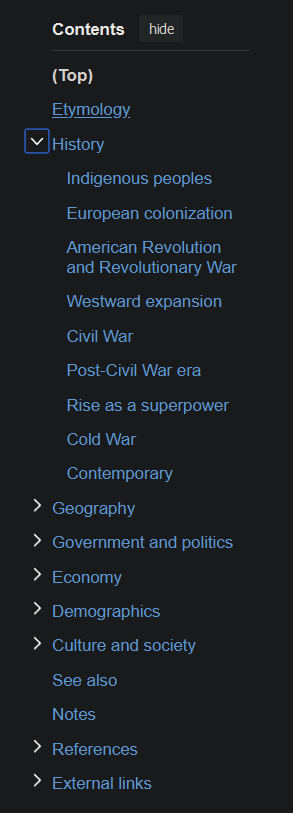 Contents hide
(Top)
Etymology
History
Indigenous peoples
European colonization
American Revolution
and Revolutionary War
Westward expansion
Civil War
Post-Civil War era
Rise as a superpower
Cold War
Contemporary
Geography
Government and politics
Economy
Demographics
Culture and society
See also
Notes
References
External links